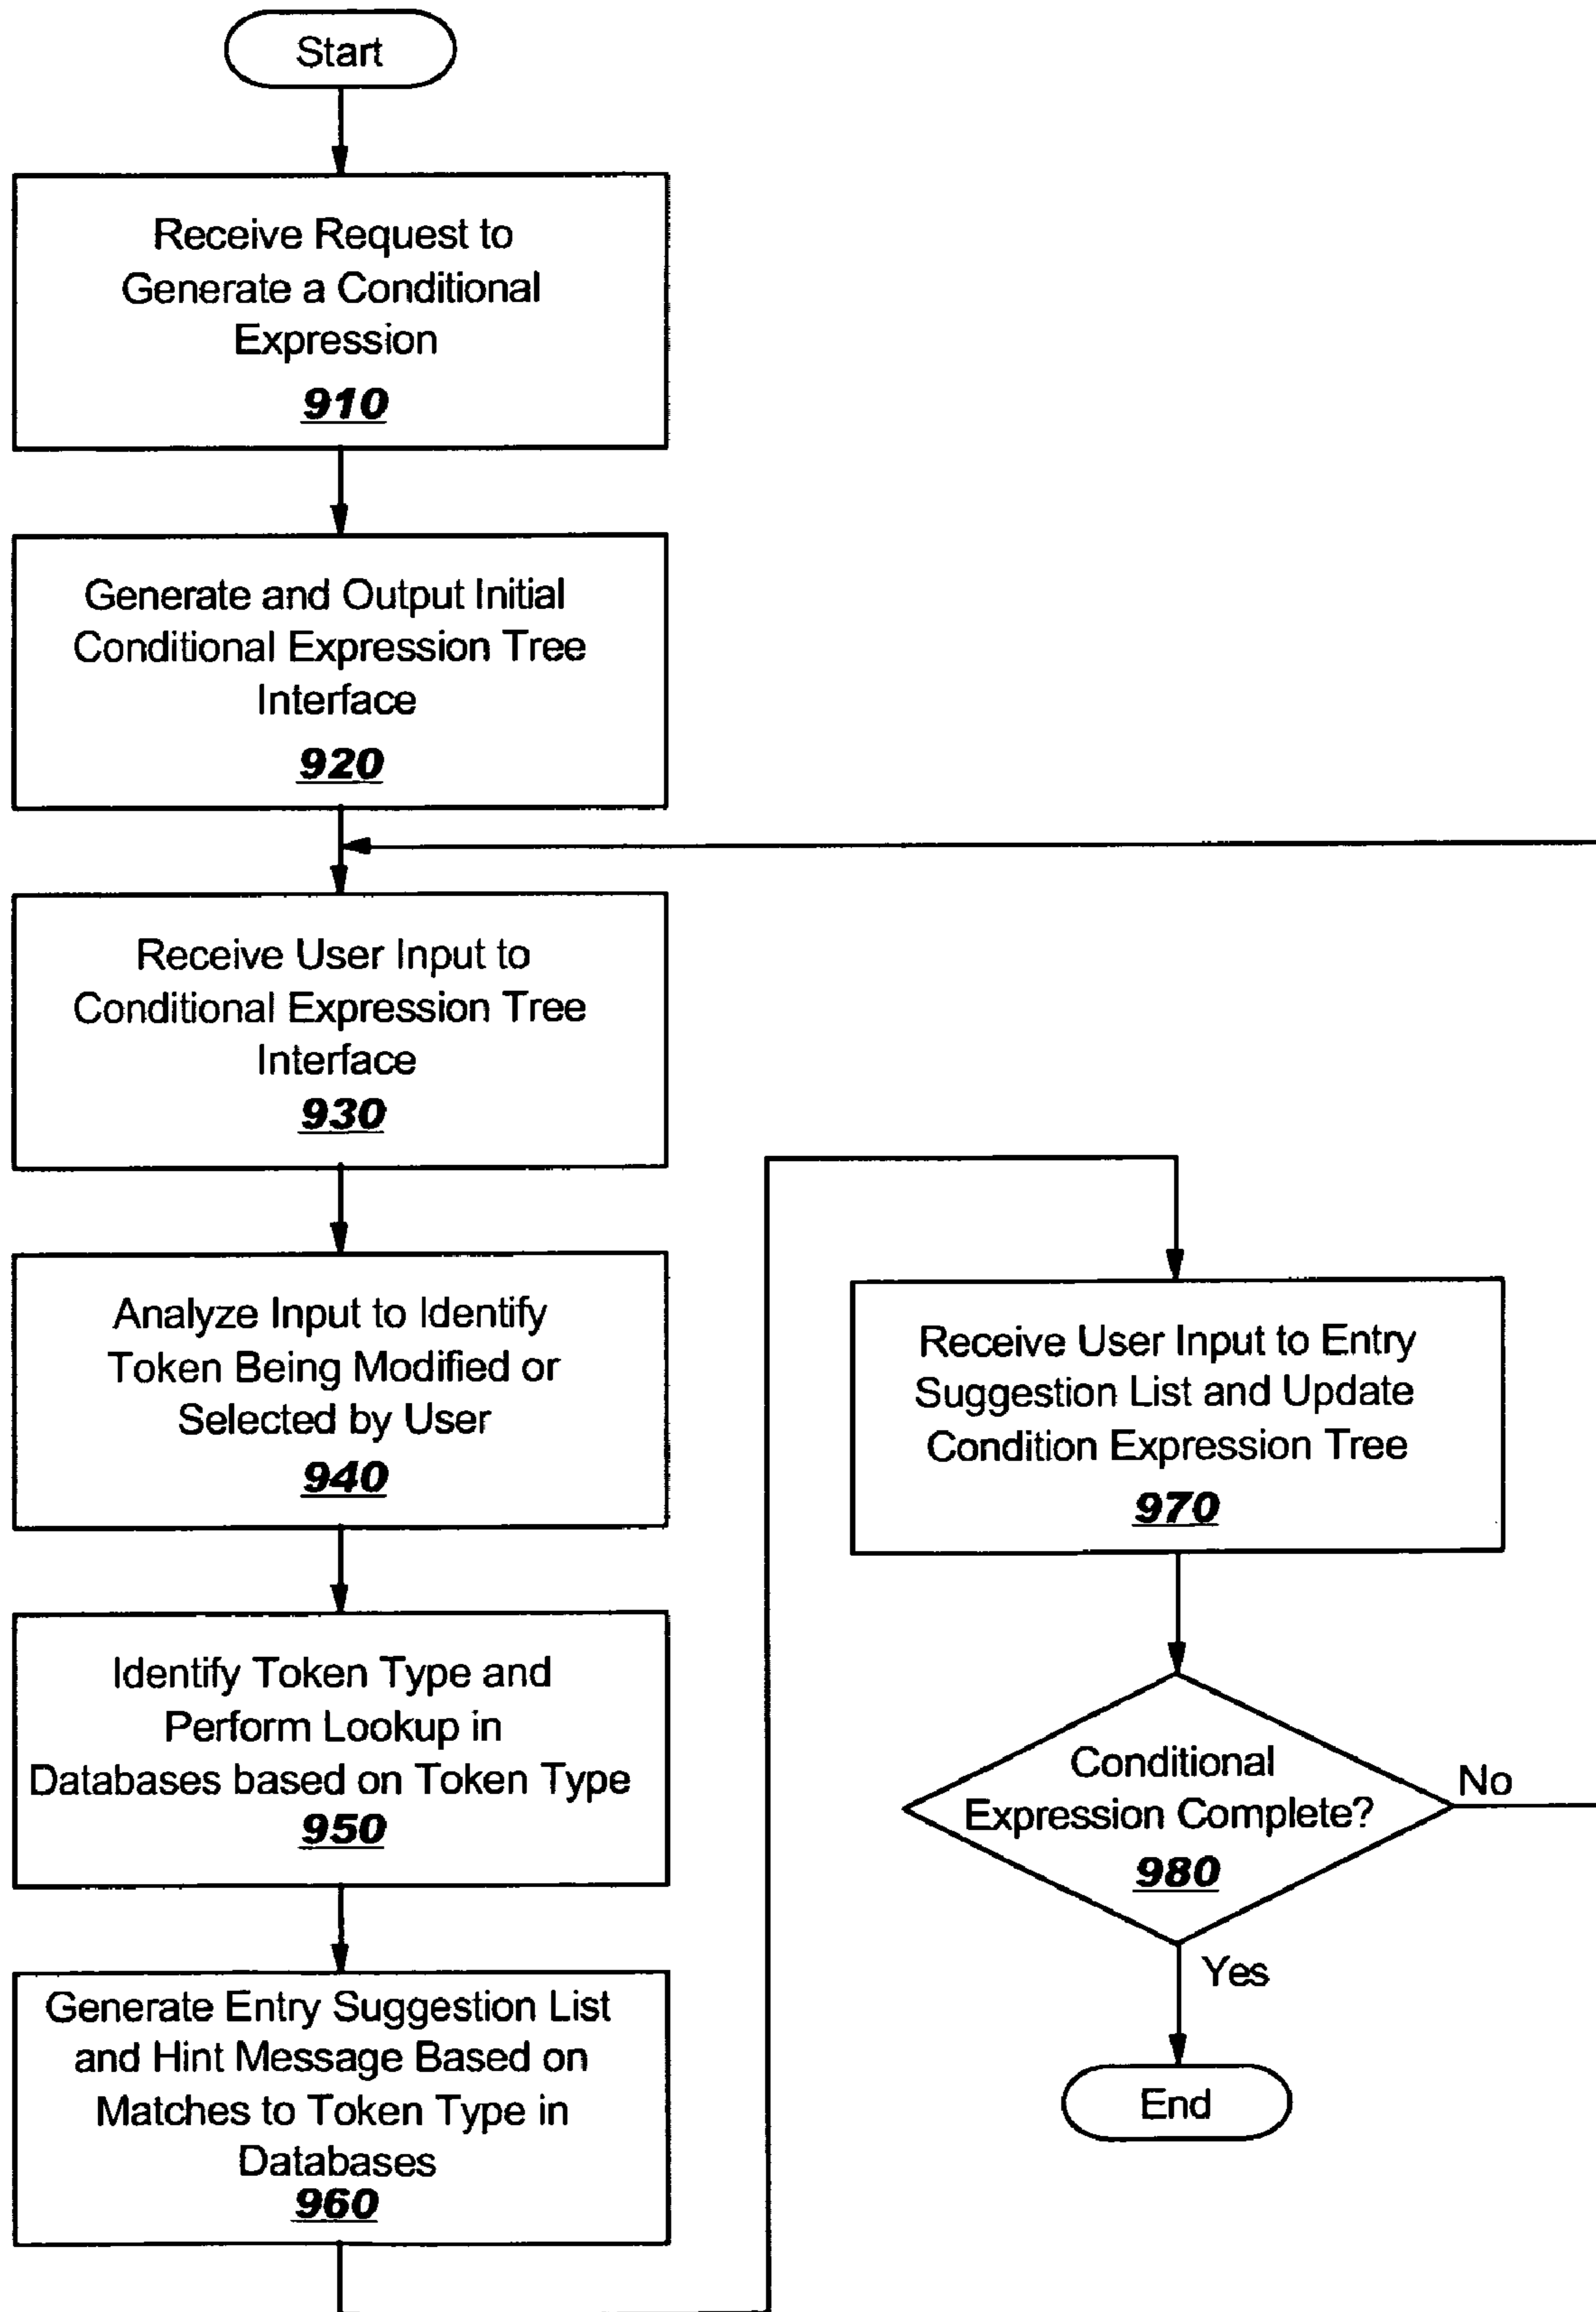 Start
Receive Request to
Generate a Conditional
Expression
910
Generate and Output Initial
Conditional Expression Tree
Interface
920
Receive User Input to
Conditional Expression Tree
Interface
930
Analyze Input to Identify
Token Being Modified or
Selected by User
940
Identify Token Type and
Perform Lookup in
Databases based on Token Type
950
Generate Entry Suggestion List
and Hint Message Based on
Matches to Token Type in
Databases
960
Receive User Input to Entry
Suggestion List and Update
Condition Expression Tree
970
Conditional
Expression Complete?
980
No
Yes
End